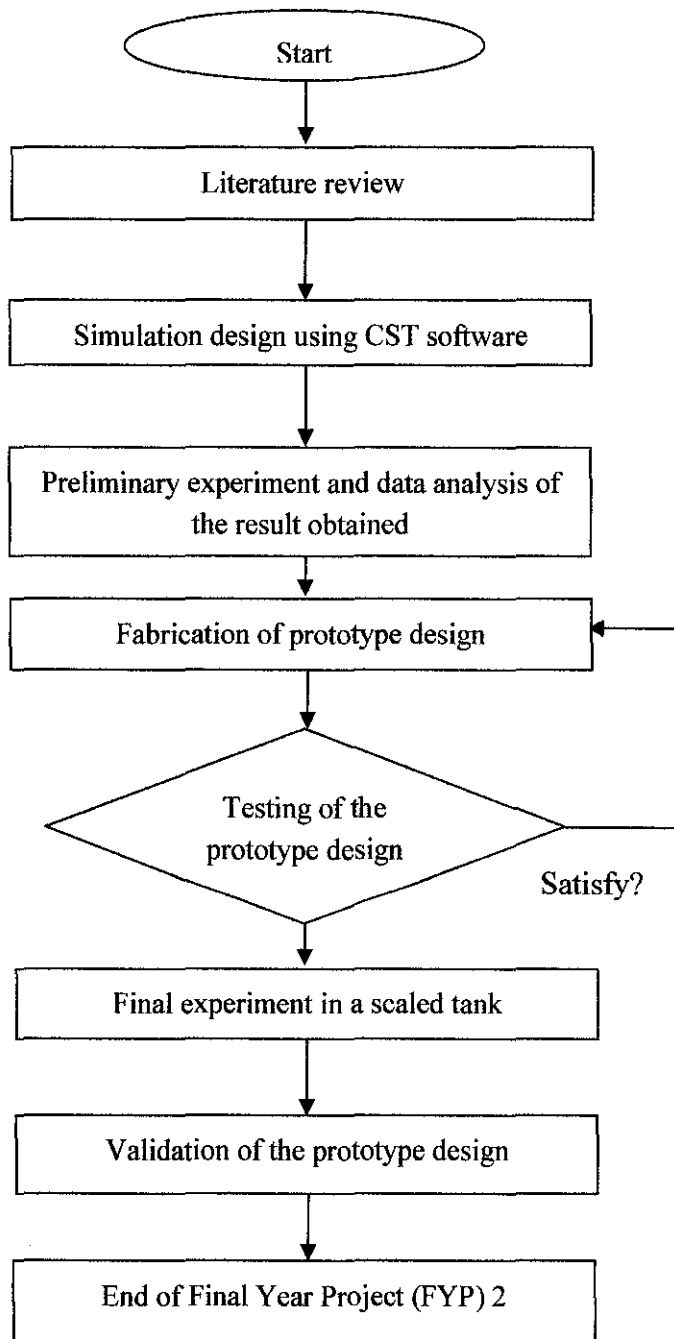 Start
Literature review
Simulation design using CST software
Preliminary experiment and data analysis of
the result obtained
Fabrication of prototype design
Testing of the
prototype design
Satisfy?
Final experiment in a scaled tank
Validation of the prototype design
End of Final Year Project (FYP) 2